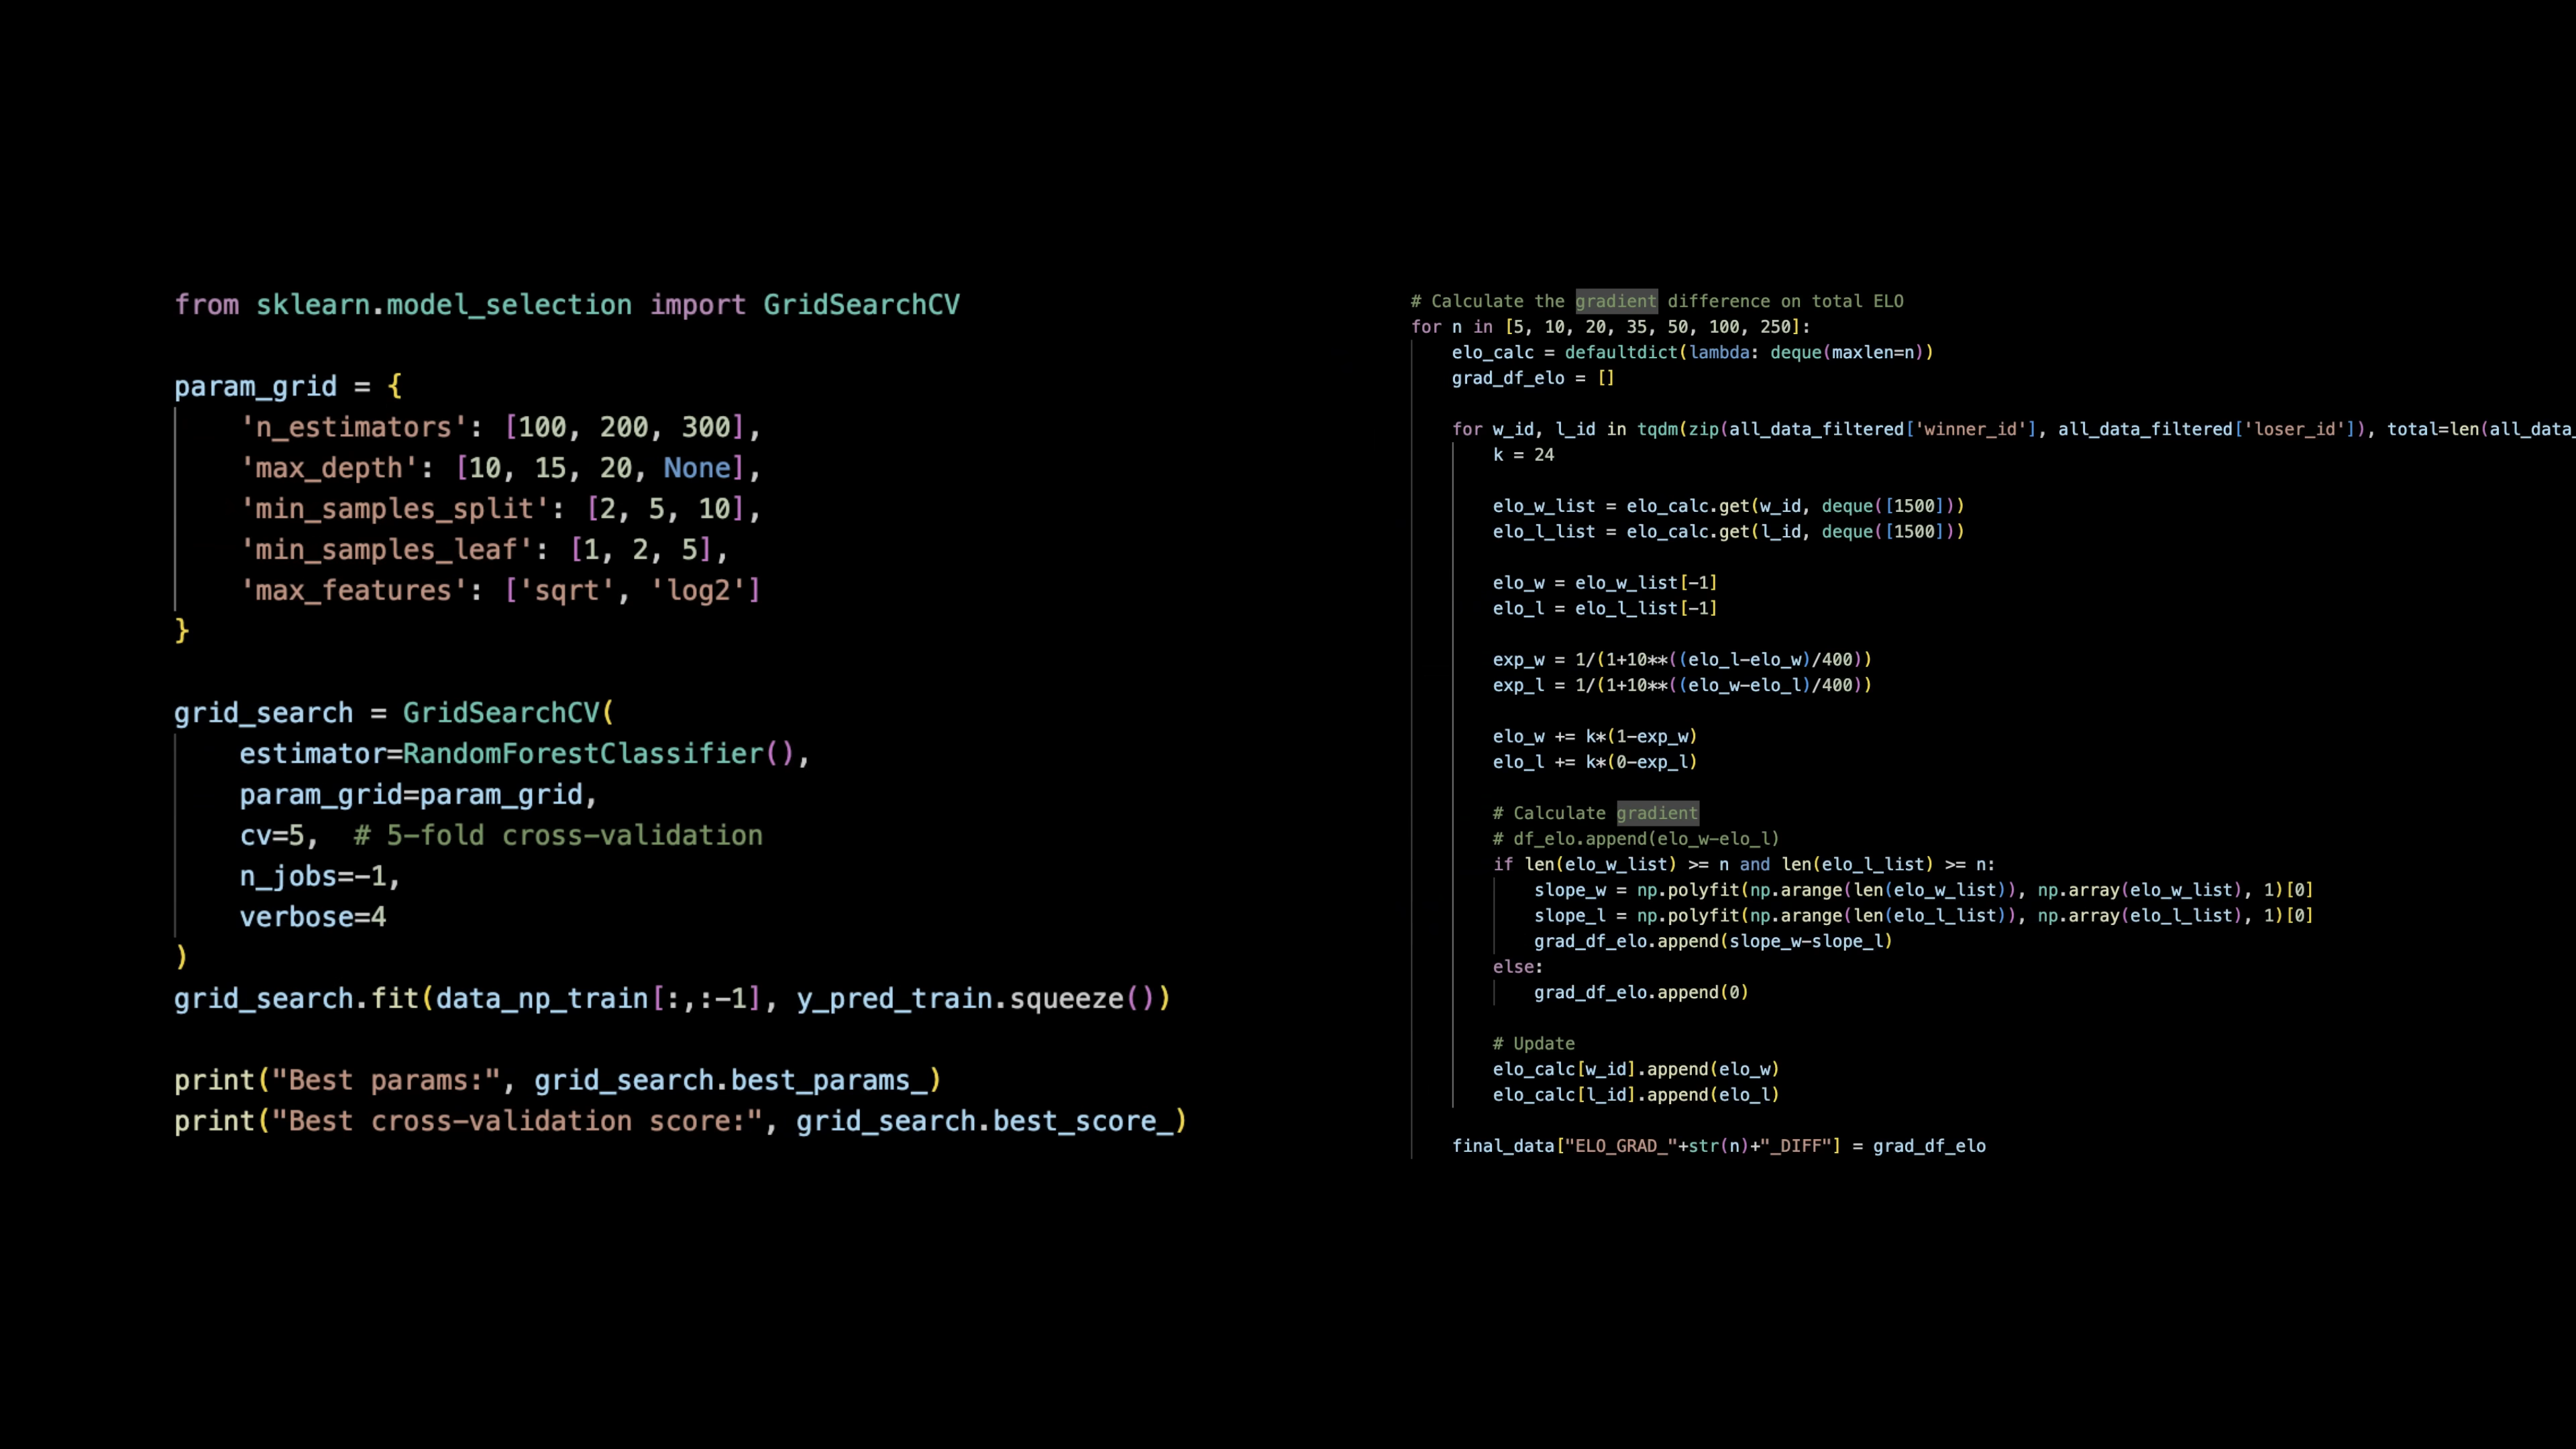 from sklearn.model_selection import GridSearchCV
param_grid = {
'n_estimators': [100, 200, 300],
'max_depth': [10, 15, 20, None],
'min_samples_split': [2, 5, 10],
'min_samples_leaf': [1, 2, 5],
'max_features': ['sqrt', 'log2']
}
grid_search = GridSearchCV(
estimator=RandomForestClassifier(),
param_grid=param_grid,
cv=5,  # 5-fold cross-validation
n_jobs=-1,
verbose=4
)
grid_search.fit(data_np_train[:,:-1], y_pred_train.squeeze())
print("Best params:", grid_search.best_params_)
print("Best cross-validation score:", grid_search.best_score_)
# Calculate the gradient difference on total ELO
for n in [5, 10, 20, 35, 50, 100, 250]:
elo_calc = defaultdict(lambda: deque(maxlen=n))
grad_df_elo = []
for w_id, l_id in tqdm(zip(all_data_filtered['winner_id'], all_data_filtered['loser_id']), total=len(all_data_
k = 24
elo_w_list = elo_calc.get(w_id, deque([1500]))
elo_l_list = elo_calc.get(l_id, deque([1500]))
elo_w = elo_w_list[-1]
elo_l = elo_l_list[-1]
exp_w = 1/(1+10**((elo_l-elo_w)/400))
exp_l = 1/(1+10**((elo_w-elo_l)/400))
elo_w += k*(1-exp_w)
elo_l += k*(0-exp_l)
# Calculate gradient
# df_elo.append(elo_w-elo_l)
if len(elo_w_list) >= n and len(elo_l_list) >= n:
slope_w = np.polyfit(np.arange(len(elo_w_list)), np.array(elo_w_list), 1)[0]
slope_l = np.polyfit(np.arange(len(elo_l_list)), np.array(elo_l_list), 1)[0]
grad_df_elo.append(slope_w-slope_l)
else:
grad_df_elo.append(0)
# Update
elo_calc[w_id].append(elo_w)
elo_calc[l_id].append(elo_l)
final_data["ELO_GRAD_"+str(n)+"_DIFF"] = grad_df_elo